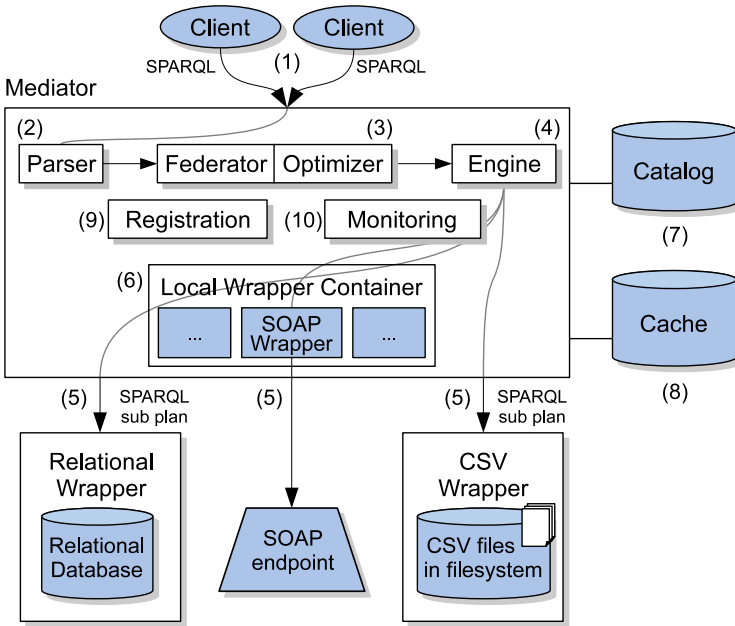 Client
Client
SPARQL
(1)
SPARQL
Mediator
(2)
(3)
(4)
Parser
Federator
Optimizer
Engine
Catalog
(7)
(9)
Registration
(10)
Monitoring
(6)
Local Wrapper Container
...
SOAP
Wrapper
...
Cache
(8)
(5)
SPARQL
sub plan
(5)
(5)
SPARQL
sub plan
Relational
Wrapper
Relational
Database
SOAP
endpoint
CSV
Wrapper
CSV files
in filesystem